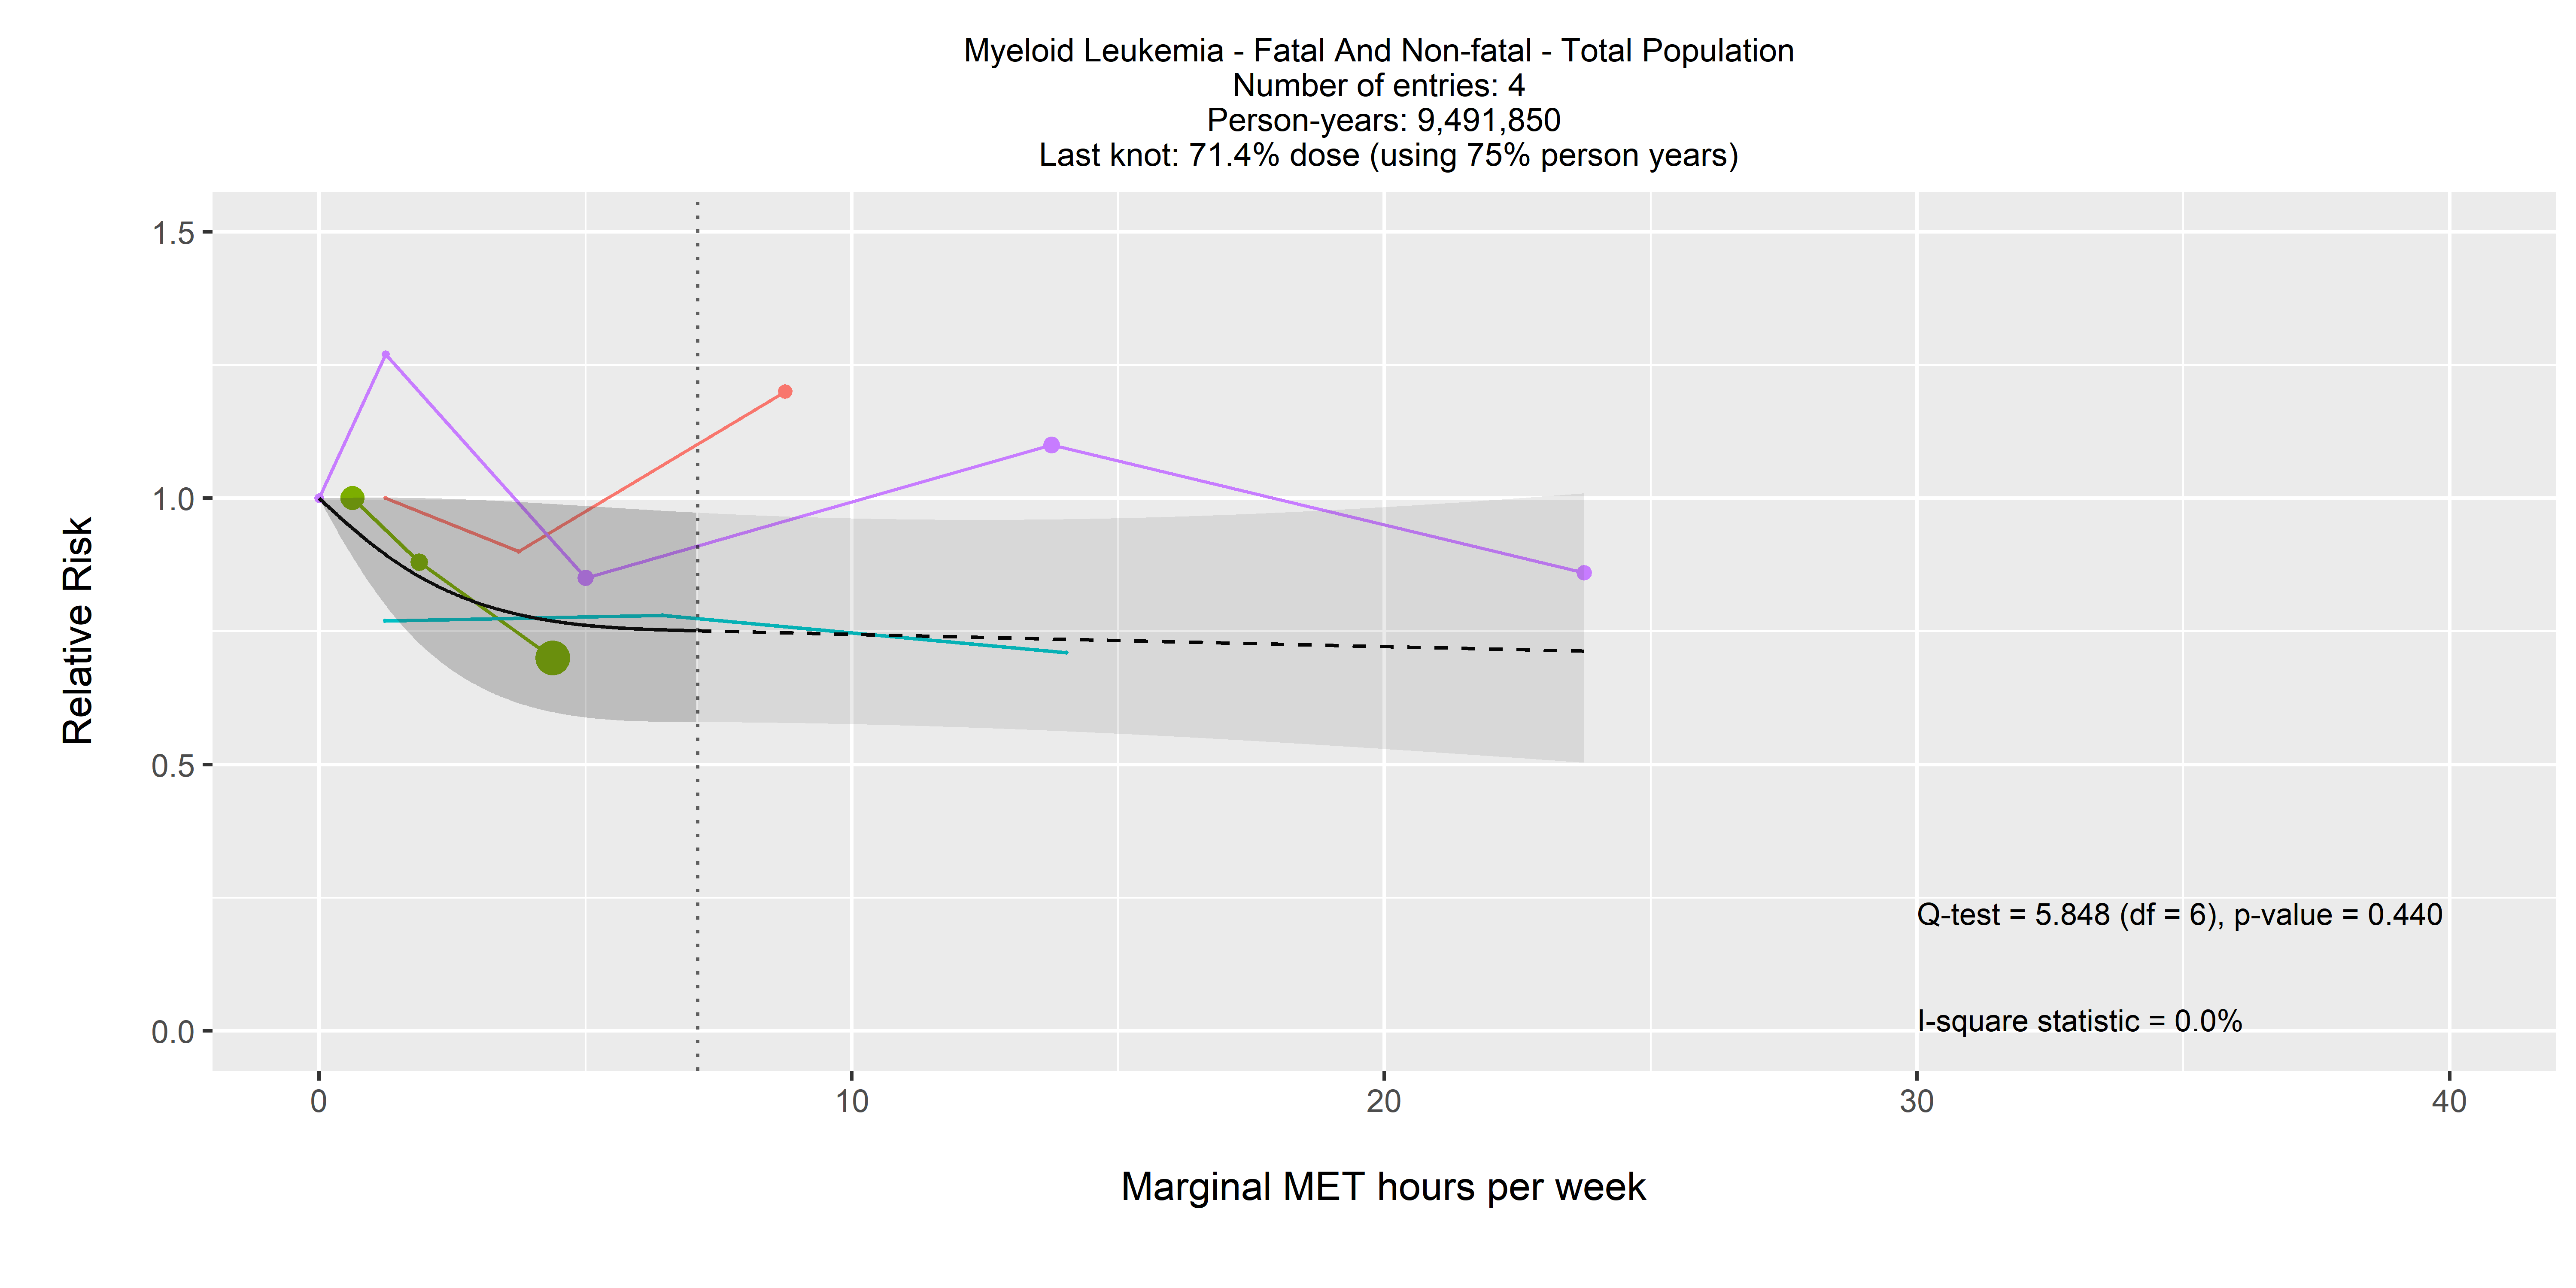 Myeloid Leukemia - Fatal And Non-fatal - Total Population
Number of entries: 4
Person-years: 9,491,850
Last knot: 71.4% dose (using 75% person years)
1.5
1.0
0.5
0.0
Relative Risk
Q-test = 5.848 (df = 6), p-value = 0.440
I-square statistic = 0.0%
0 10 20 30 40
Marginal MET hours per week